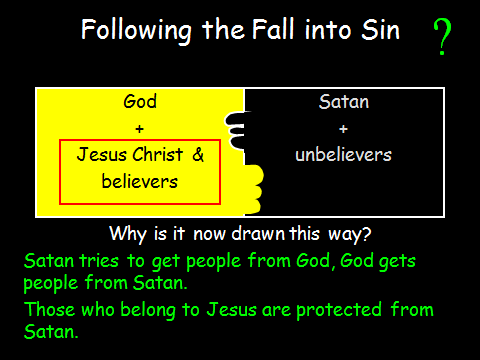 Following the Fall into Sin ?
God
+
Jesus Christ &
believers
Satan
+
unbelievers
Why is it now drawn this way?
Satan tries to get people from God, God gets
people from Satan.
Those who belong to Jesus are protected from
Satan.